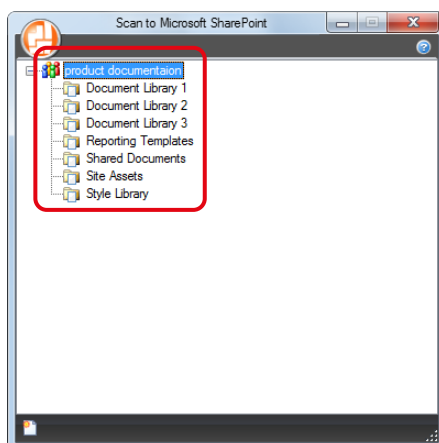 Scan to Microsoft SharePoint
product documentaion
Document Library 1
Document Library 2
Document Library 3
Reporting Templates
Shared Documents
Site Assets
Style Library